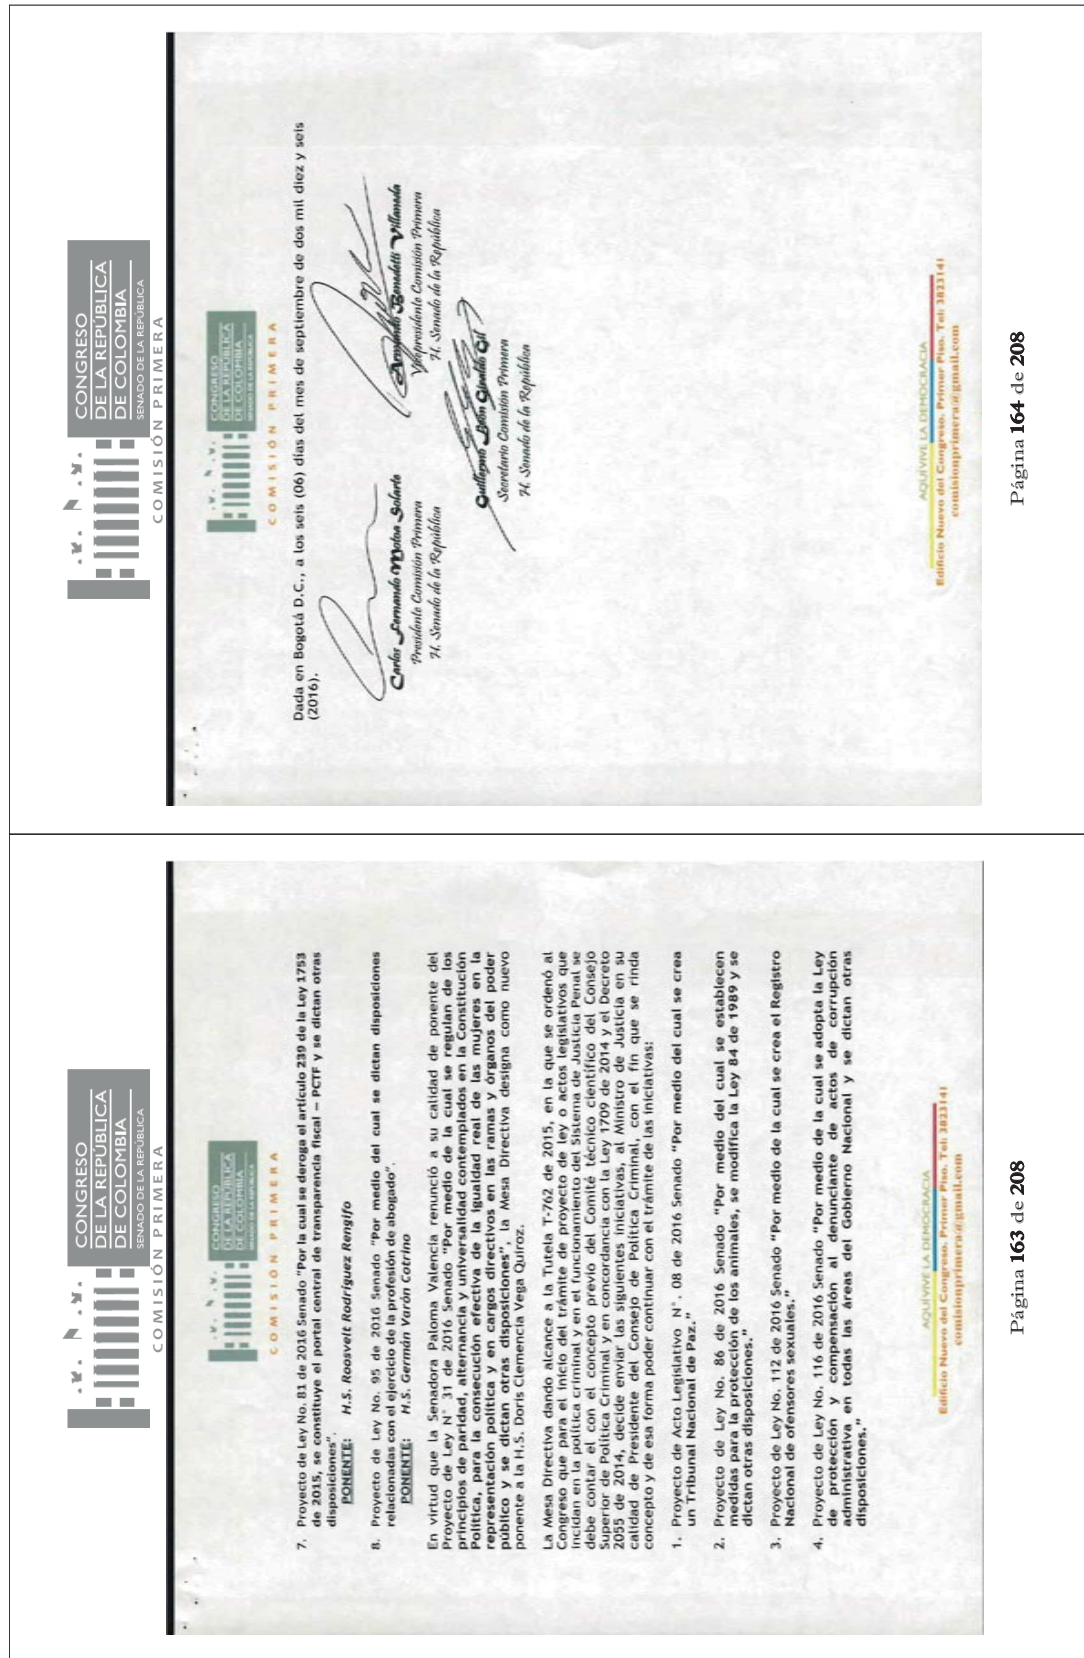 CONGRESO
DE LA REPÚBLICA
DE COLOMBIA
SENADO DE LA REPÚBLICA
COMISIÓN PRIMERA
CONGRESO
DE LA REPÚBLICA
DE COLOMBIA
SENADO DE LA REPÚBLICA
COMISIÓN PRIMERA
7. Proyecto de Ley No. 81 de 2016 Senado "Por la cual se deroga el artículo 239 de la Ley 1753
de 2015, se constituye el portal central de transparencia fiscal – PCTF y se dictan otras
disposiciones".
PONENTE: H.S. Roosvelt Rodríguez Rengifo
8. Proyecto de Ley No. 95 de 2016 Senado "Por medio del cual se dictan disposiciones
relacionadas con el ejercicio de la profesión de abogado".
PONENTE: H.S. Germán Varón Cotrino
En virtud que la Senadora Paloma Valencia renunció a su calidad de ponente del
Proyecto de Ley N° 31 de 2016 Senado "Por medio de la cual se regulan de los
principios de paridad, alternancia y universalidad contemplados en la Constitución
Política, para la consecución efectiva de la igualdad real de las mujeres en la
representación política y en cargos directivos en las ramas y órganos del poder
público y se dictan otras disposiciones", la Mesa Directiva designa como nuevo
ponente a la H.S. Doris Clemencia Vega Quiroz.
La Mesa Directiva dando alcance a la Tutela T-762 de 2015, en la que se ordenó al
Congreso que para el inicio del trámite de proyecto de ley o actos legislativos que
incidan en la política criminal y en el funcionamiento del Sistema de Justicia Penal se
debe contar el con el concepto previó del Comité técnico científico del Consejo
Superior de Política Criminal y en concordancia con la Ley 1709 de 2014 y el Decreto
2055 de 2014, decide enviar las siguientes iniciativas, al Ministro de Justicia en su
calidad de Presidente del Consejo de Política Criminal, con el fin que se rinda
concepto y de esa forma poder continuar con el trámite de las iniciativas:
1. Proyecto de Acto Legislativo N°. 08 de 2016 Senado "Por medio del cual se crea
un Tribunal Nacional de Paz."
2. Proyecto de Ley No. 86 de 2016 Senado "Por medio del cual se establecen
medidas para la protección de los animales, se modifica la Ley 84 de 1989 y se
dictan otras disposiciones."
3. Proyecto de Ley No. 112 de 2016 Senado "Por medio de la cual se crea el Registro
Nacional de ofensores sexuales."
4. Proyecto de Ley No. 116 de 2016 Senado "Por medio de la cual se adopta la Ley
de protección y compensación al denunciante de actos de corrupción
administrativa en todas las áreas del Gobierno Nacional y se dictan otras
disposiciones."
AQUÍ VIVE LA DEMOCRACIA
Edificio Nuevo del Congreso. Primer Piso. Tel: 3823141
comisionprimera@gmail.com
Página 163 de 208
CONGRESO
DE LA REPÚBLICA
DE COLOMBIA
SENADO DE LA REPÚBLICA
COMISIÓN PRIMERA
CONGRESO
DE LA REPÚBLICA
DE COLOMBIA
SENADO DE LA REPÚBLICA
COMISIÓN PRIMERA
Dada en Bogotá D.C., a los seis (06) días del mes de septiembre de dos mil diez y seis
(2016).
Carlos Fernando Motoa Solarte
Presidente Comisión Primera
H. Senado de la República
Armando Benedetti Villaneda
Vicepresidente Comisión Primera
H. Senado de la República
Guillermo León Giraldo Gil
Secretario Comisión Primera
H. Senado de la República
AQUÍ VIVE LA DEMOCRACIA
Edificio Nuevo del Congreso. Primer Piso. Tel: 3823141
comisionprimera@gmail.com
Página 164 de 208